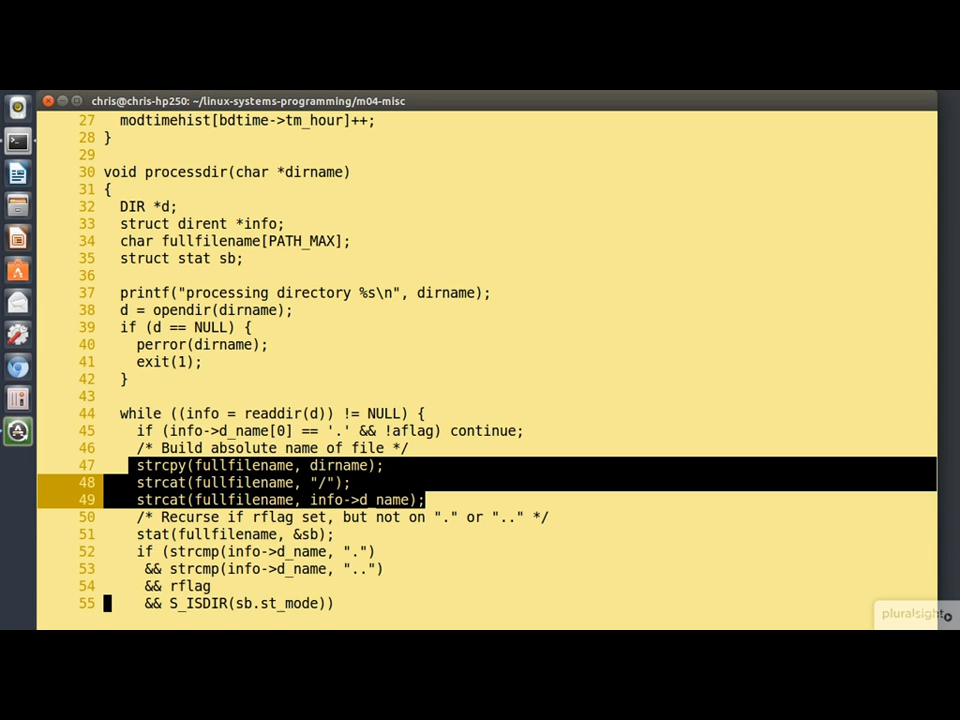 chris@chris-hp250: ~/linux-systems-programming/m04-misc
27   modtimehist[bdtime->tm_hour]++;
28 }
29
30 void processdir(char *dirname)
31 {
32   DIR *d;
33   struct dirent *info;
34   char fullfilename[PATH_MAX];
35   struct stat sb;
36
37   printf("processing directory %s\n", dirname);
38   d = opendir(dirname);
39   if (d == NULL) {
40     perror(dirname);
41     exit(1);
42   }
43
44   while ((info = readdir(d)) != NULL) {
45     if (info->d_name[0] == '.' && !aflag) continue;
46     /* Build absolute name of file */
47     strcpy(fullfilename, dirname);
48     strcat(fullfilename, "/");
49     strcat(fullfilename, info->d_name);
50     /* Recurse if rflag set, but not on "." or ".." */
51     stat(fullfilename, &sb);
52     if (strcmp(info->d_name, ".")
53      && strcmp(info->d_name, "..")
54      && rflag
55      && S_ISDIR(sb.st_mode))
pluralsight